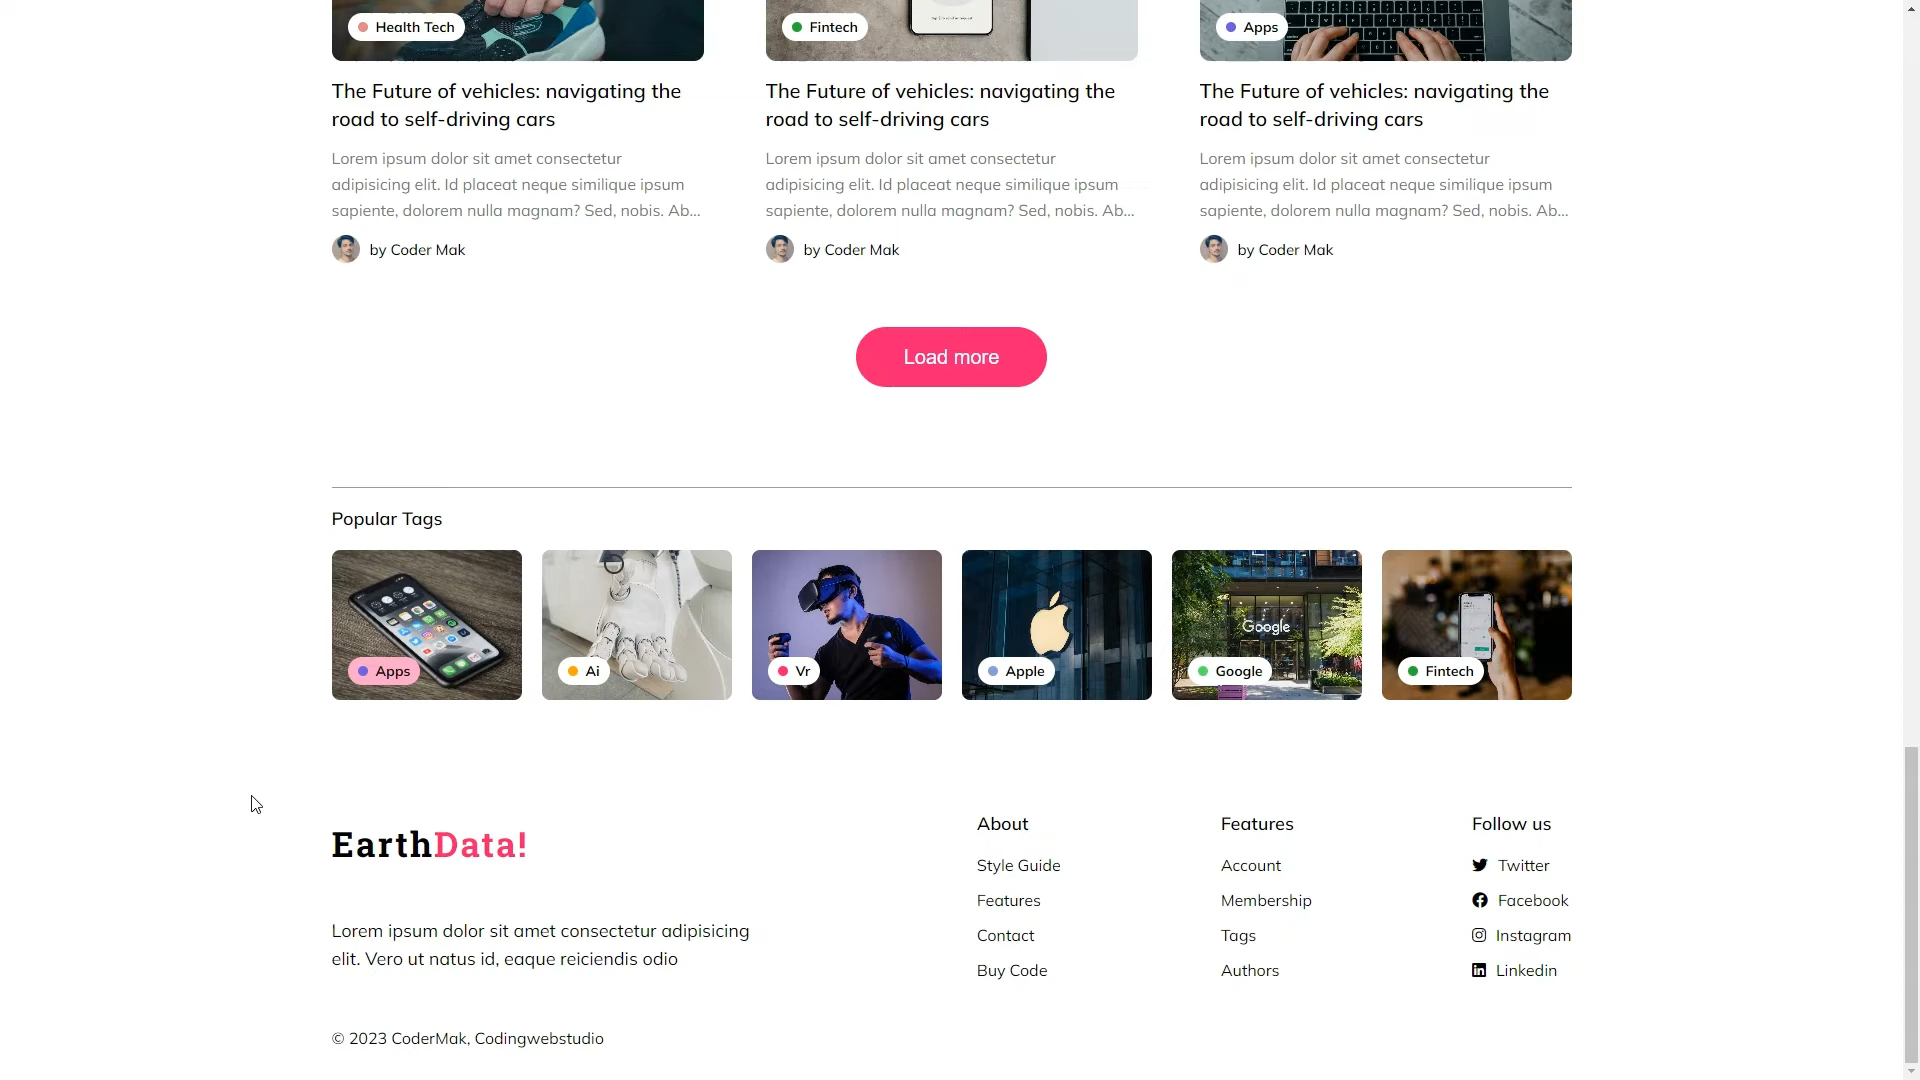 Health Tech
Fintech
Apps
The Future of vehicles: navigating the
road to self-driving cars
Lorem ipsum dolor sit amet consectetur
adipisicing elit. Id placeat neque similique ipsum
sapiente, dolorem nulla magnam? Sed, nobis. Ab...
by Coder Mak
The Future of vehicles: navigating the
road to self-driving cars
Lorem ipsum dolor sit amet consectetur
adipisicing elit. Id placeat neque similique ipsum
sapiente, dolorem nulla magnam? Sed, nobis. Ab...
by Coder Mak
The Future of vehicles: navigating the
road to self-driving cars
Lorem ipsum dolor sit amet consectetur
adipisicing elit. Id placeat neque similique ipsum
sapiente, dolorem nulla magnam? Sed, nobis. Ab...
by Coder Mak
Load more
Popular Tags
Apps
Ai
Vr
Apple
Google
Google
Fintech
EarthData!
Lorem ipsum dolor sit amet consectetur adipisicing
elit. Vero ut natus id, eaque reiciendis odio
About
Style Guide
Features
Contact
Buy Code
Features
Account
Membership
Tags
Authors
Follow us
Twitter
Facebook
Instagram
Linkedin
© 2023 CoderMak, Codingwebstudio